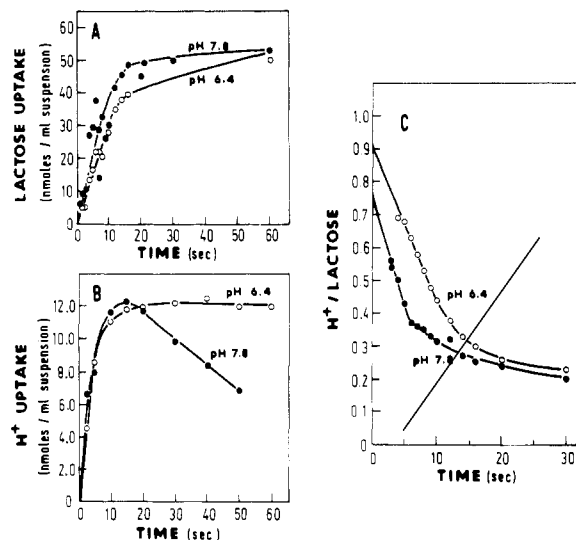 A
LACTOSE UPTAKE
(nmoles / ml suspension)
50
40
30
20
10
0
pH 7.8
pH 6.4
0 10 20 30 40 50 60
TIME (sec)
B
H+ UPTAKE
(nmoles / ml suspension)
12.0
10.0
8.0
6.0
4.0
2.0
0
pH 6.4
pH 7.8
0 10 20 30 40 50 60
TIME (sec)
C
H+/LACTOSE
1.0
0.9
0.8
0.7
0.6
0.5
0.4
0.3
0.2
0.1
0
pH 6.4
pH 7.8
0 10 20 30
TIME (sec)